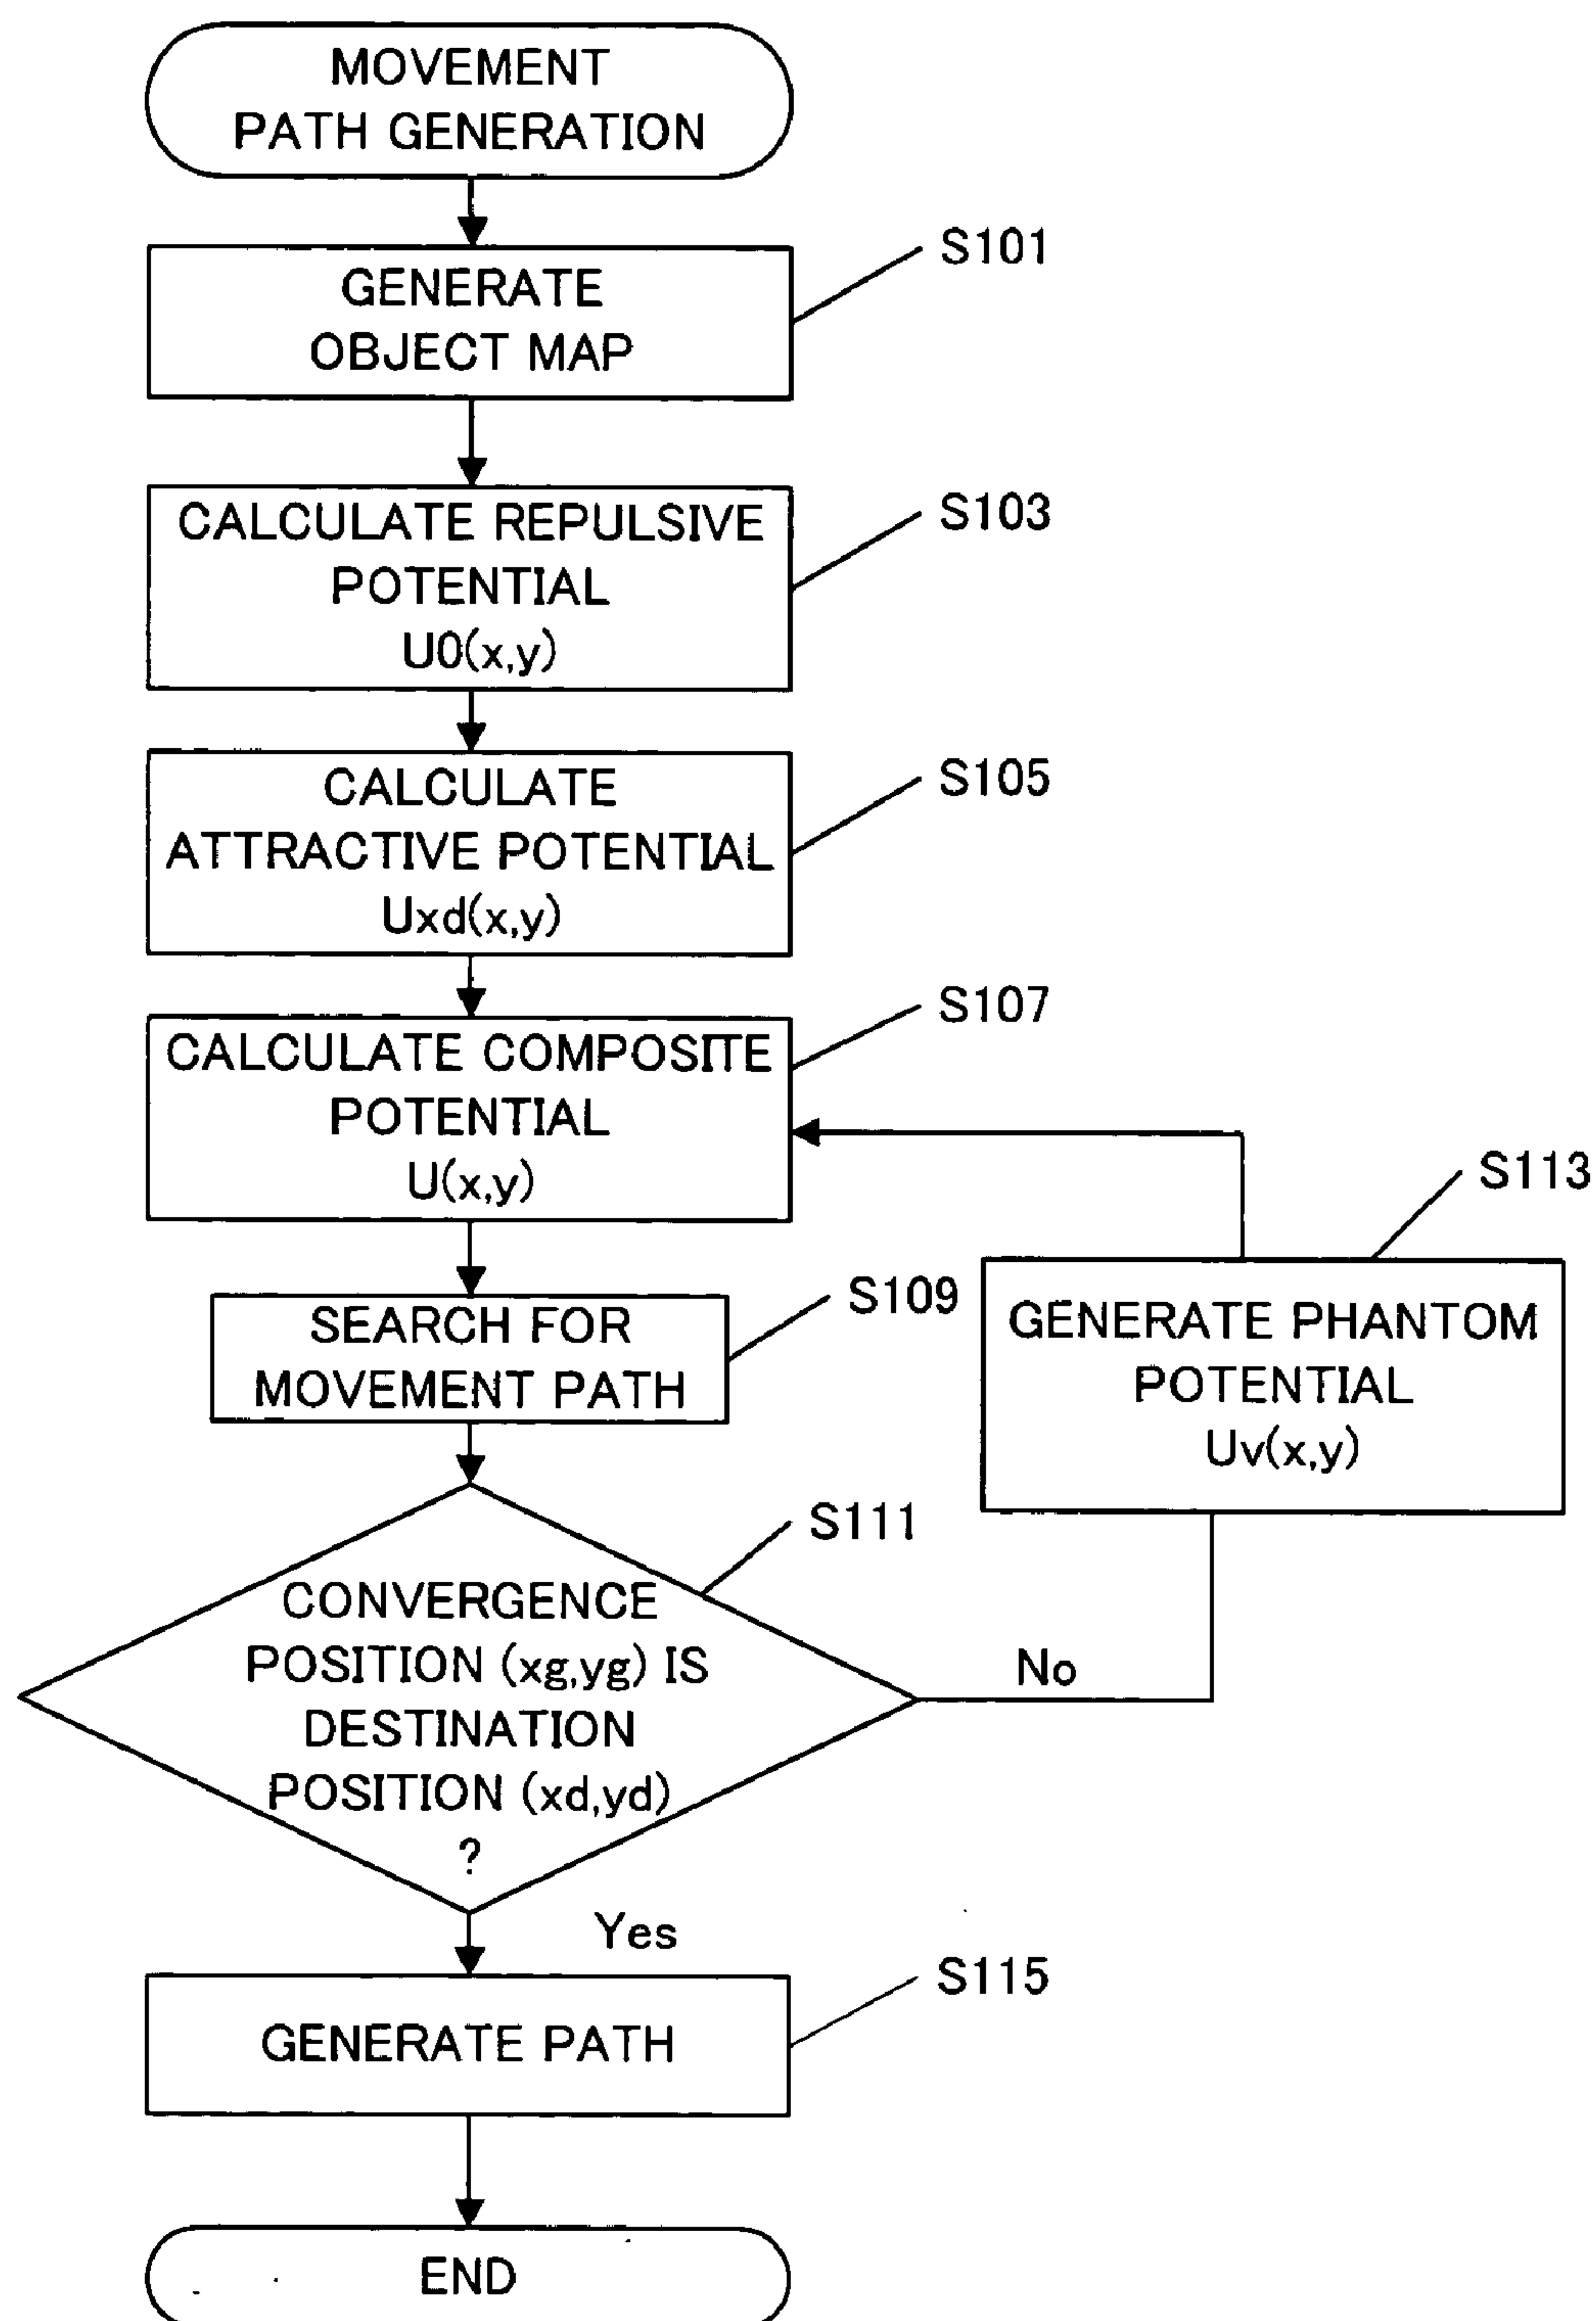 MOVEMENT
PATH GENERATION
S101
GENERATE
OBJECT MAP
S103
CALCULATE REPULSIVE
POTENTIAL
U0(x,y)
S105
CALCULATE
ATTRACTIVE POTENTIAL
Uxd(x,y)
S107
CALCULATE COMPOSITE
POTENTIAL
U(x,y)
S113
GENERATE PHANTOM
POTENTIAL
Uv(x,y)
S109
SEARCH FOR
MOVEMENT PATH
S111
CONVERGENCE
POSITION (xg,yg) IS
DESTINATION
POSITION (xd,yd)
?
No
Yes
S115
GENERATE PATH
END